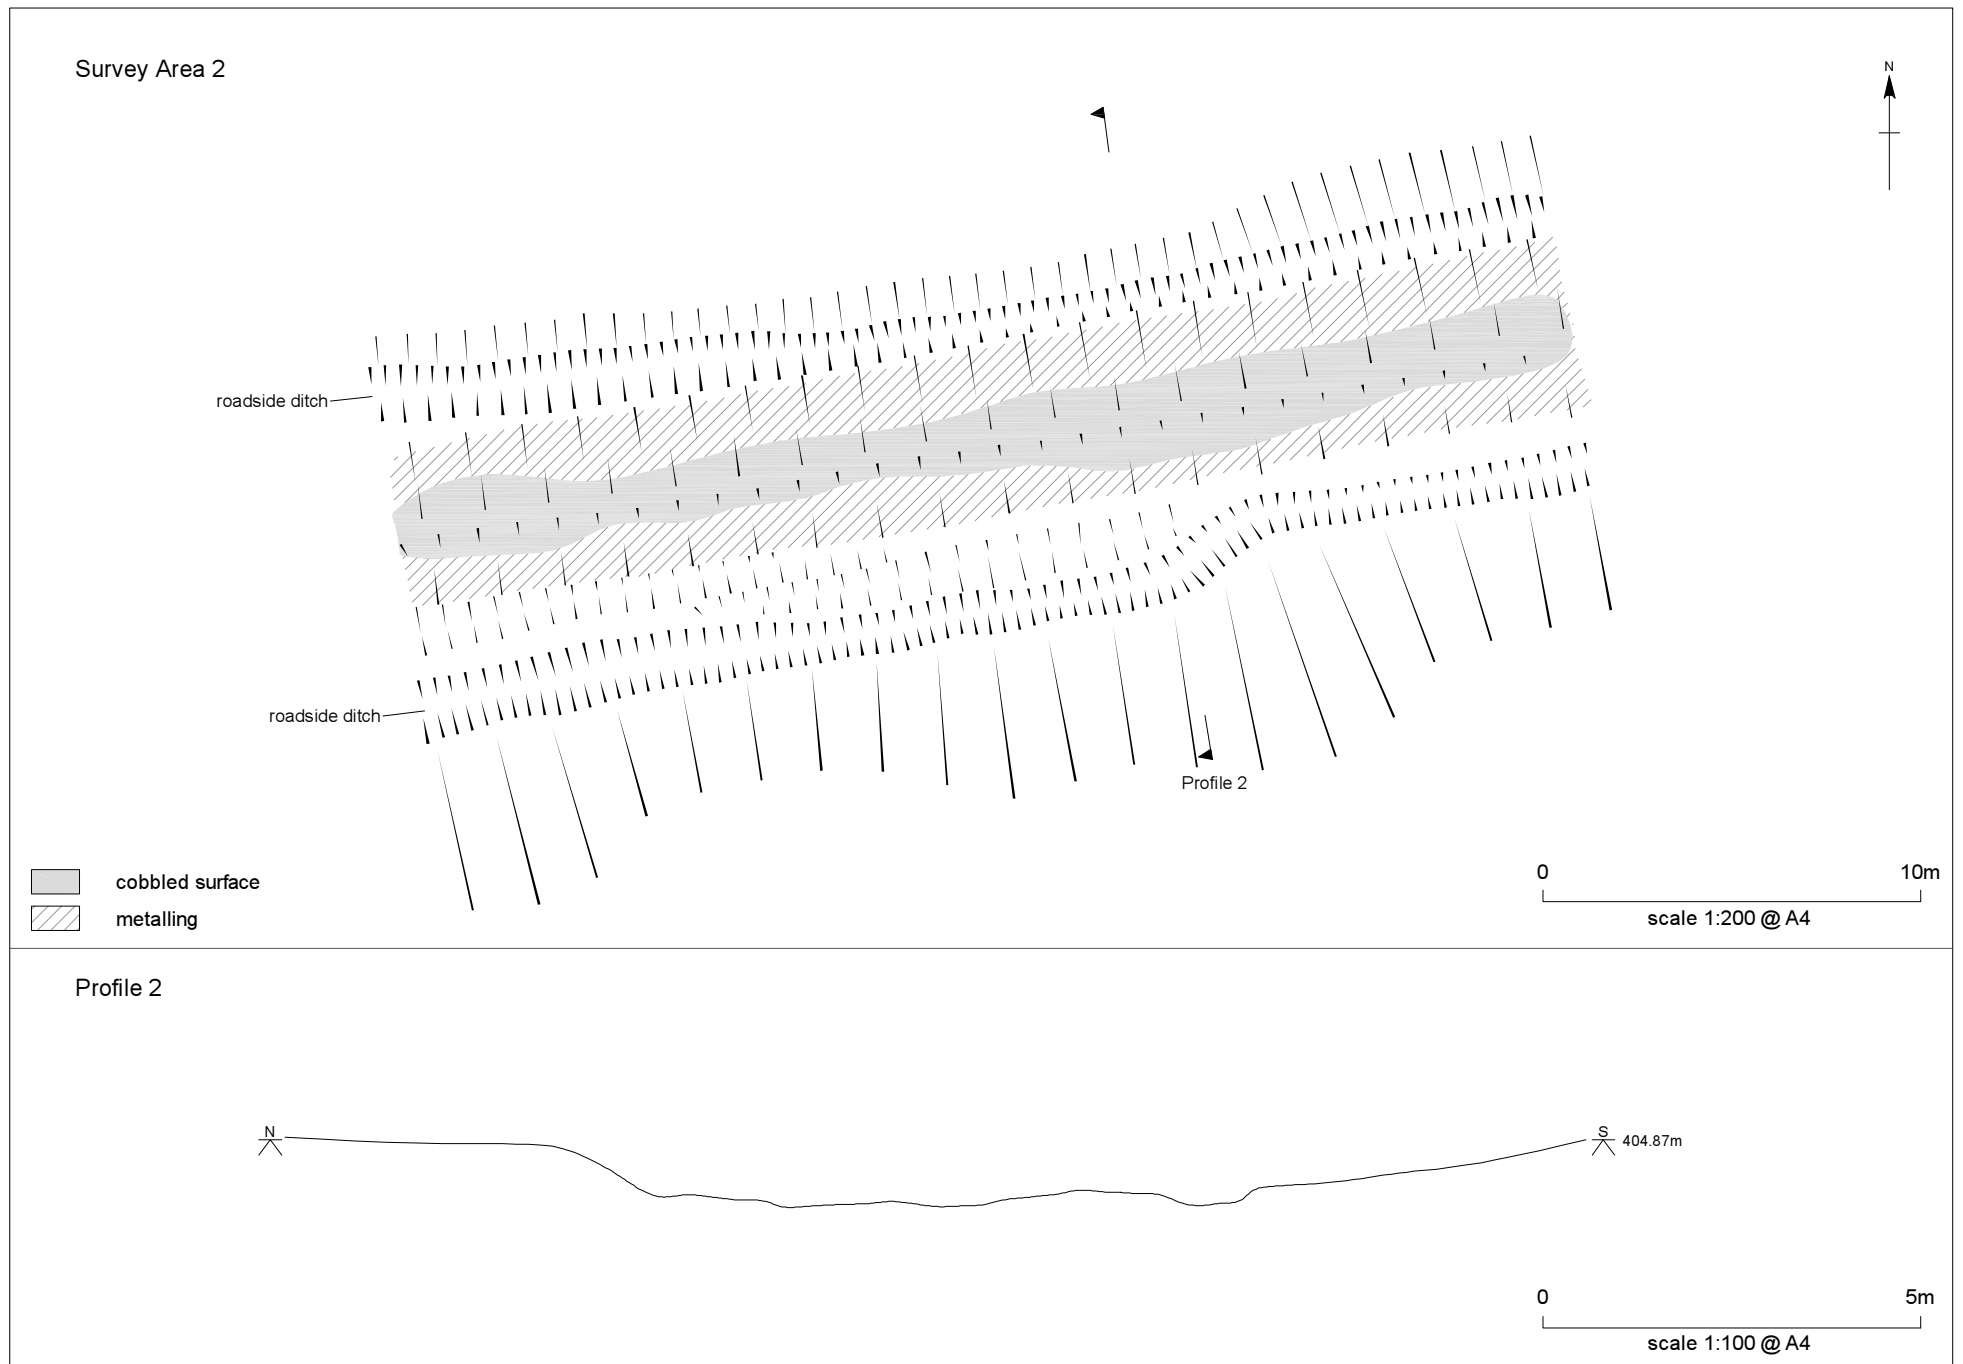 Survey Area 2
N
roadside ditch
roadside ditch
Profile 2
cobbled surface
metalling
0 10m
scale 1:200 @ A4
Profile 2
N
S 404.87m
0 5m
scale 1:100 @ A4